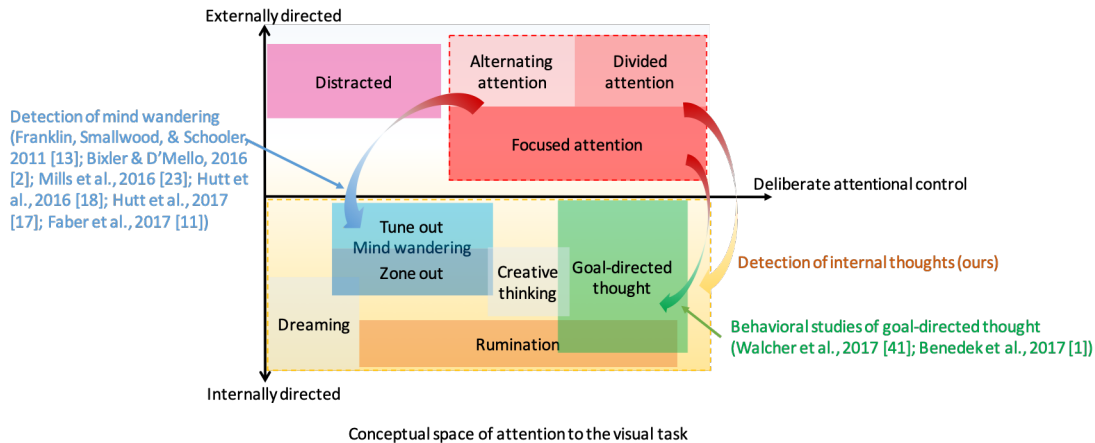 Externally directed
Alternating
attention
Divided
attention
Distracted
Detection of mind wandering
(Franklin, Smallwood, & Schooler,
2011 [13]; Bixler & D’Mello, 2016
[2]; Mills et al., 2016 [23]; Hutt et
al., 2016 [18]; Hutt et al., 2017
[17]; Faber et al., 2017 [11])
Focused attention
Deliberate attentional control
Tune out
Mind wandering
Zone out
Creative
thinking
Goal-directed
thought
Detection of internal thoughts (ours)
Dreaming
Rumination
Behavioral studies of goal-directed thought
(Walcher et al., 2017 [41]; Benedek et al., 2017 [1])
Internally directed
Conceptual space of attention to the visual task